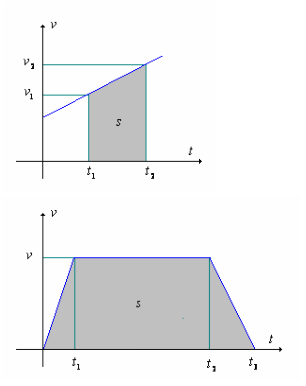 v
v₂
v₁
s
t
t₁ t₂
v
v
s
t
t₁ t₂ t₃